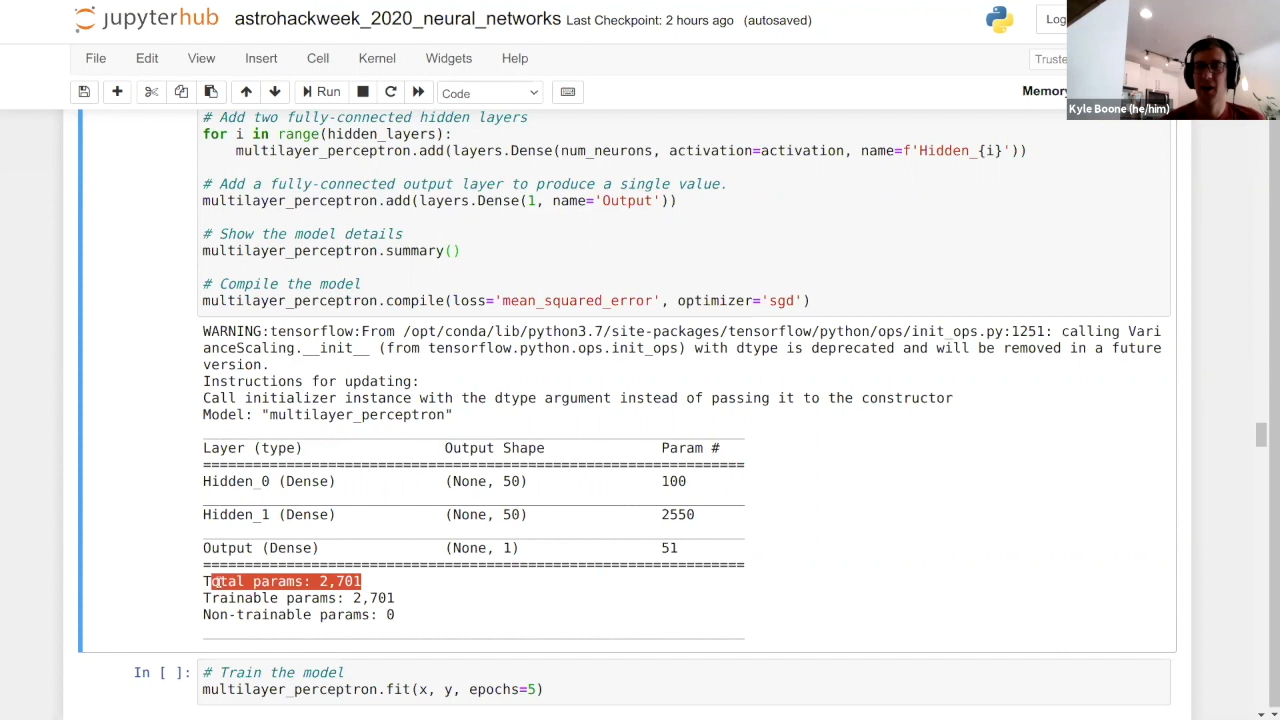 jupyterhub astrohackweek_2020_neural_networks Last Checkpoint: 2 hours ago (autosaved)
File Edit View Insert Cell Kernel Widgets Help
Run Code
Kyle Boone (he/him)
# Add two fully-connected hidden layers
for i in range(hidden_layers):
    multilayer_perceptron.add(layers.Dense(num_neurons, activation=activation, name=f'Hidden_{i}'))
# Add a fully-connected output layer to produce a single value.
multilayer_perceptron.add(layers.Dense(1, name='Output'))
# Show the model details
multilayer_perceptron.summary()
# Compile the model
multilayer_perceptron.compile(loss='mean_squared_error', optimizer='sgd')
WARNING:tensorflow:From /opt/conda/lib/python3.7/site-packages/tensorflow/python/ops/init_ops.py:1251: calling Vari
anceScaling.__init__ (from tensorflow.python.ops.init_ops) with dtype is deprecated and will be removed in a future
version.
Instructions for updating:
Call initializer instance with the dtype argument instead of passing it to the constructor
Model: "multilayer_perceptron"
Layer (type) Output Shape Param #
Hidden_0 (Dense) (None, 50) 100
Hidden_1 (Dense) (None, 50) 2550
Output (Dense) (None, 1) 51
Total params: 2,701
Trainable params: 2,701
Non-trainable params: 0
In [ ]: # Train the model
multilayer_perceptron.fit(x, y, epochs=5)